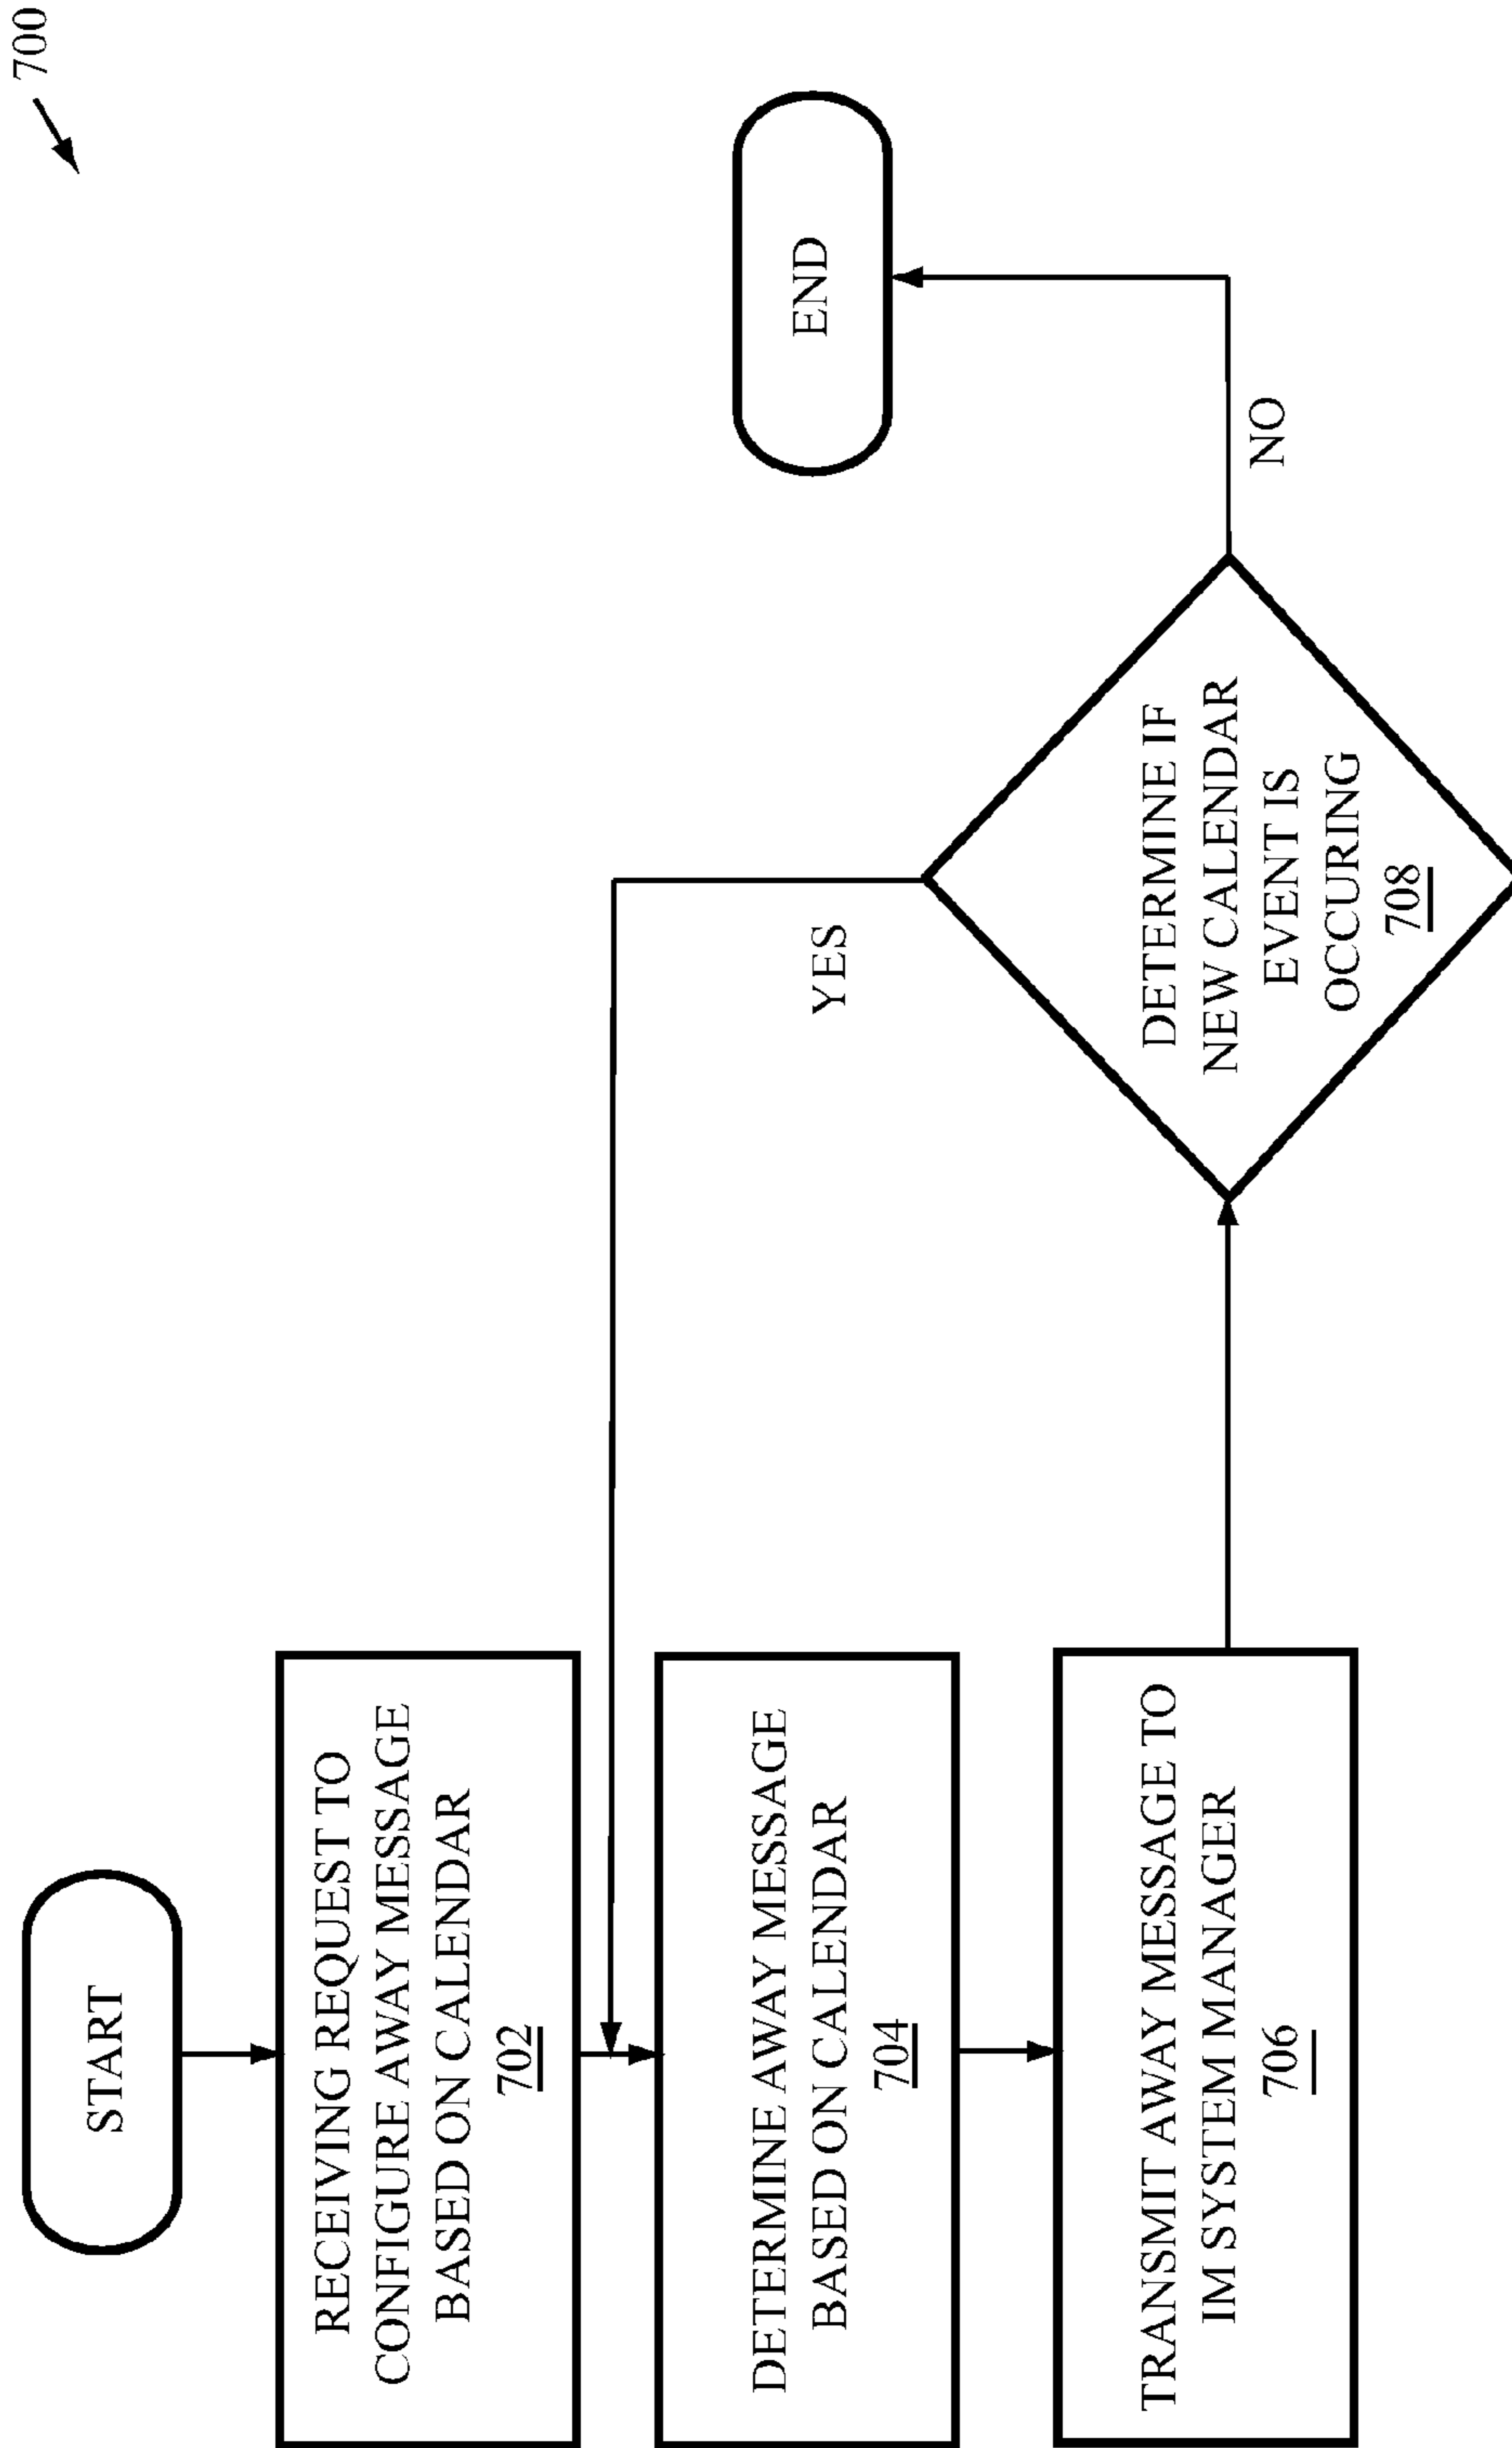 700
START
RECEIVING REQUEST TO
CONFIGURE AWAY MESSAGE
BASED ON CALENDAR
702
DETERMINE AWAY MESSAGE
BASED ON CALENDAR
704
TRANSMIT AWAY MESSAGE TO
IM SYSTEM MANAGER
706
YES
DETERMINE IF
NEW CALENDAR
EVENT IS
OCCURING
708
NO
END